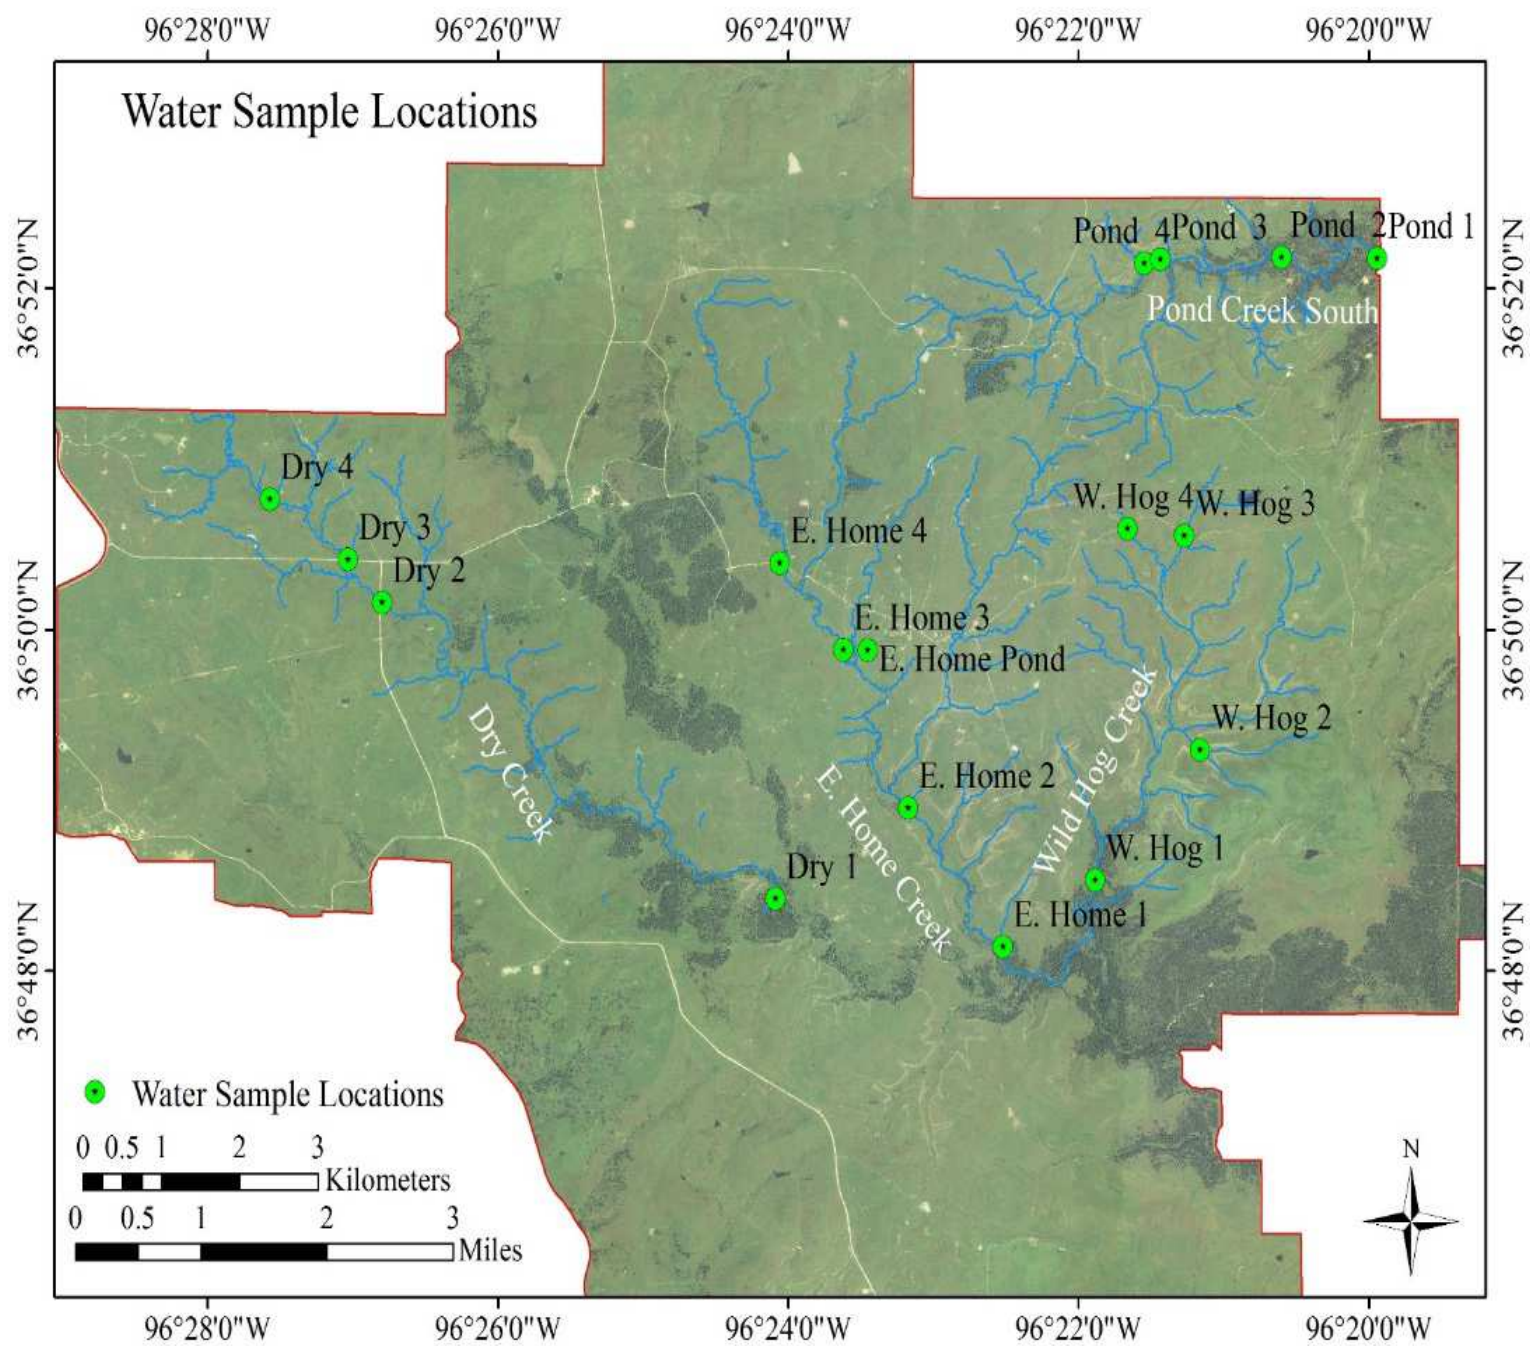 96°28'0"W 96°26'0"W 96°24'0"W 96°22'0"W 96°20'0"W
Water Sample Locations
36°52'0"N
36°52'0"N
Pond 4
Pond 3
Pond 2
Pond 1
Pond Creek South
Dry 4
Dry 3
Dry 2
W. Hog 4
W. Hog 3
E. Home 4
E. Home 3
E. Home Pond
36°50'0"N
36°50'0"N
W. Hog 2
Dry Creek
E. Home 2
E. Home Creek
Wild Hog Creek
W. Hog 1
Dry 1
E. Home 1
36°48'0"N
36°48'0"N
Water Sample Locations
0 0.5 1 2 3
Kilometers
0 0.5 1 2 3
Miles
N
96°28'0"W 96°26'0"W 96°24'0"W 96°22'0"W 96°20'0"W